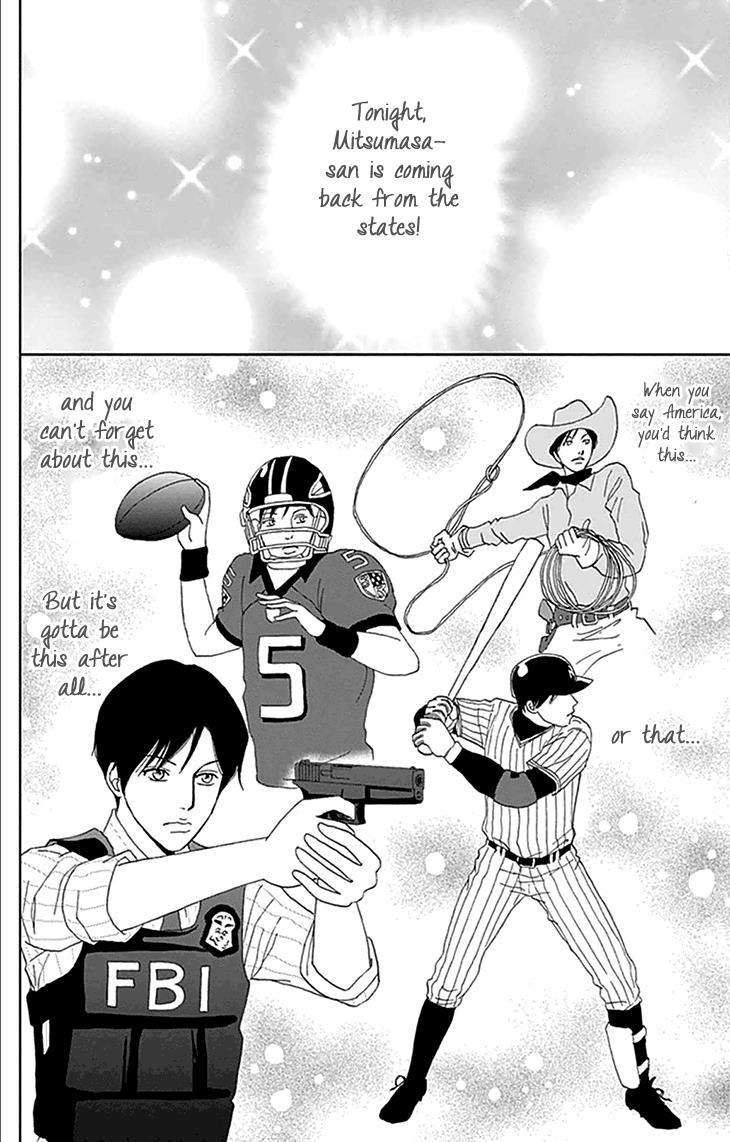 Tonight,
Mitsumasa-
san is coming
back from the
states!
When you
say America,
you'd think
this...
or that...
and you
can't forget
about this...
5
5
But it's
gotta be
this after
all...
FBI